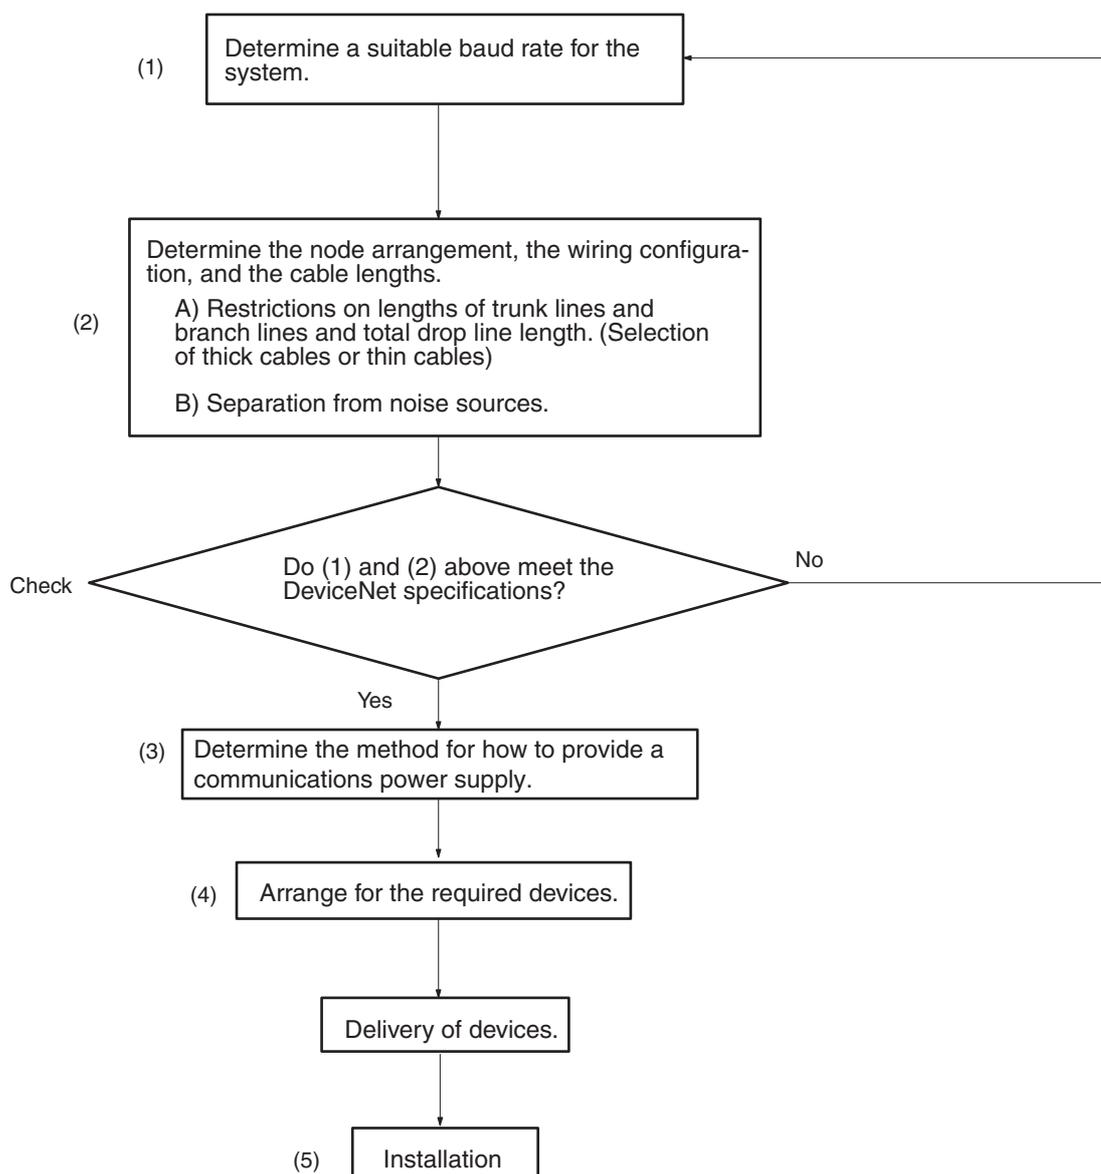 (1)
Determine a suitable baud rate for the
system.
(2)
Determine the node arrangement, the wiring configura-
tion, and the cable lengths.
A) Restrictions on lengths of trunk lines and
branch lines and total drop line length. (Selection
of thick cables or thin cables)
B) Separation from noise sources.
Check
Do (1) and (2) above meet the
DeviceNet specifications?
No
Yes
(3)
Determine the method for how to provide a
communications power supply.
(4)
Arrange for the required devices.
Delivery of devices.
(5)
Installation